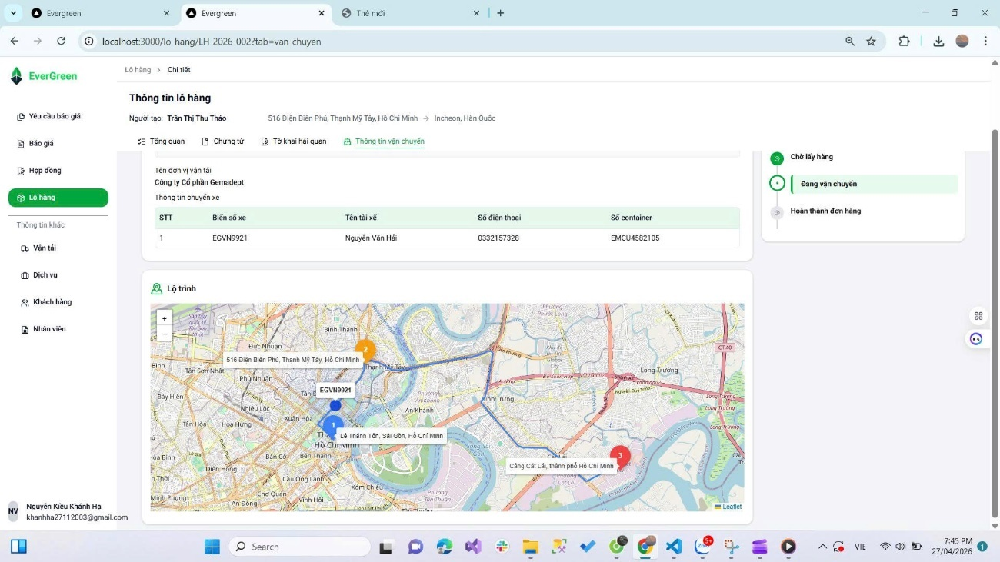 Evergreen
Evergreen
Thẻ mới
localhost:3000/lo-hang/LH-2026-002?tab=van-chuyen
EverGreen
Yêu cầu báo giá
Báo giá
Hợp đồng
Lô hàng
Thông tin khác
Vận tải
Dịch vụ
Khách hàng
Nhân viên
NV
Nguyễn Kiều Khánh Hạ
khanhha27112003@gmail.com
Lô hàng > Chi tiết
Thông tin lô hàng
Người tạo: Trần Thị Thu Thảo 516 Điện Biên Phủ, Thạnh Mỹ Tây, Hồ Chí Minh → Incheon, Hàn Quốc
Tổng quan Chứng từ Tờ khai hải quan Thông tin vận chuyển
Tên đơn vị vận tải
Công ty Cổ phần Gemadept
Thông tin chuyến xe
STT Biển số xe Tên tài xế Số điện thoại Số container
1 EGVN9921 Nguyễn Văn Hải 0332157328 EMCU4582105
Chờ lấy hàng
Đang vận chuyển
Hoàn thành đơn hàng
Lộ trình
+
−
Bình Thạnh
Đức Nhuận
2
516 Điện Biên Phủ, Thạnh Mỹ Tây, Hồ Chí Minh
Thạnh Mỹ Tây
Tân Sơn Nhất
Phú Nhuận
CT.40
Long Trường
EGVN9921
Bảy Hiền
Nhiêu Lộc
Bình Trưng
An Khánh
Xuân Hòa
Tân Hòa
Hòa Hưng
1
Lê Thánh Tôn, Sài Gòn, Hồ Chí Minh
Hồ Chí Minh
Bến Thành
Bàn Cờ
3
Cảng Cát Lái, thành phố Hồ Chí Minh
Diên Hồng
Cầu Ông Lãnh
Xóm Chiếu
Chợ Quán
Minh Phụng
An Đông
Vĩnh Hội
Leaflet
Search
5+
VIE
7:45 PM
27/04/2026
1